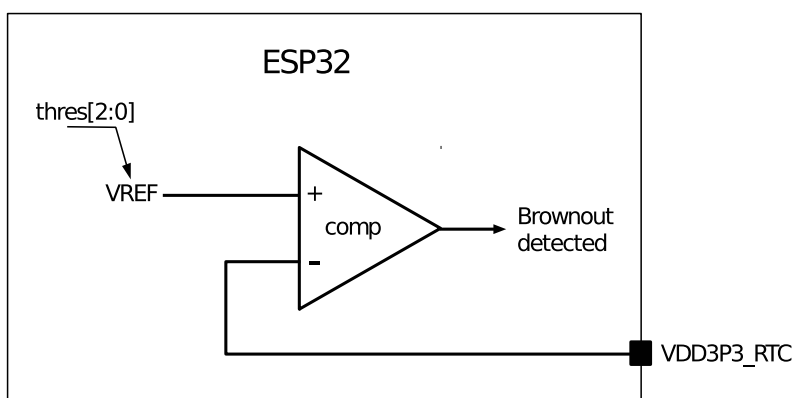 ESP32
thres[2:0]
VREF
+
comp
-
Brownout
detected
VDD3P3_RTC